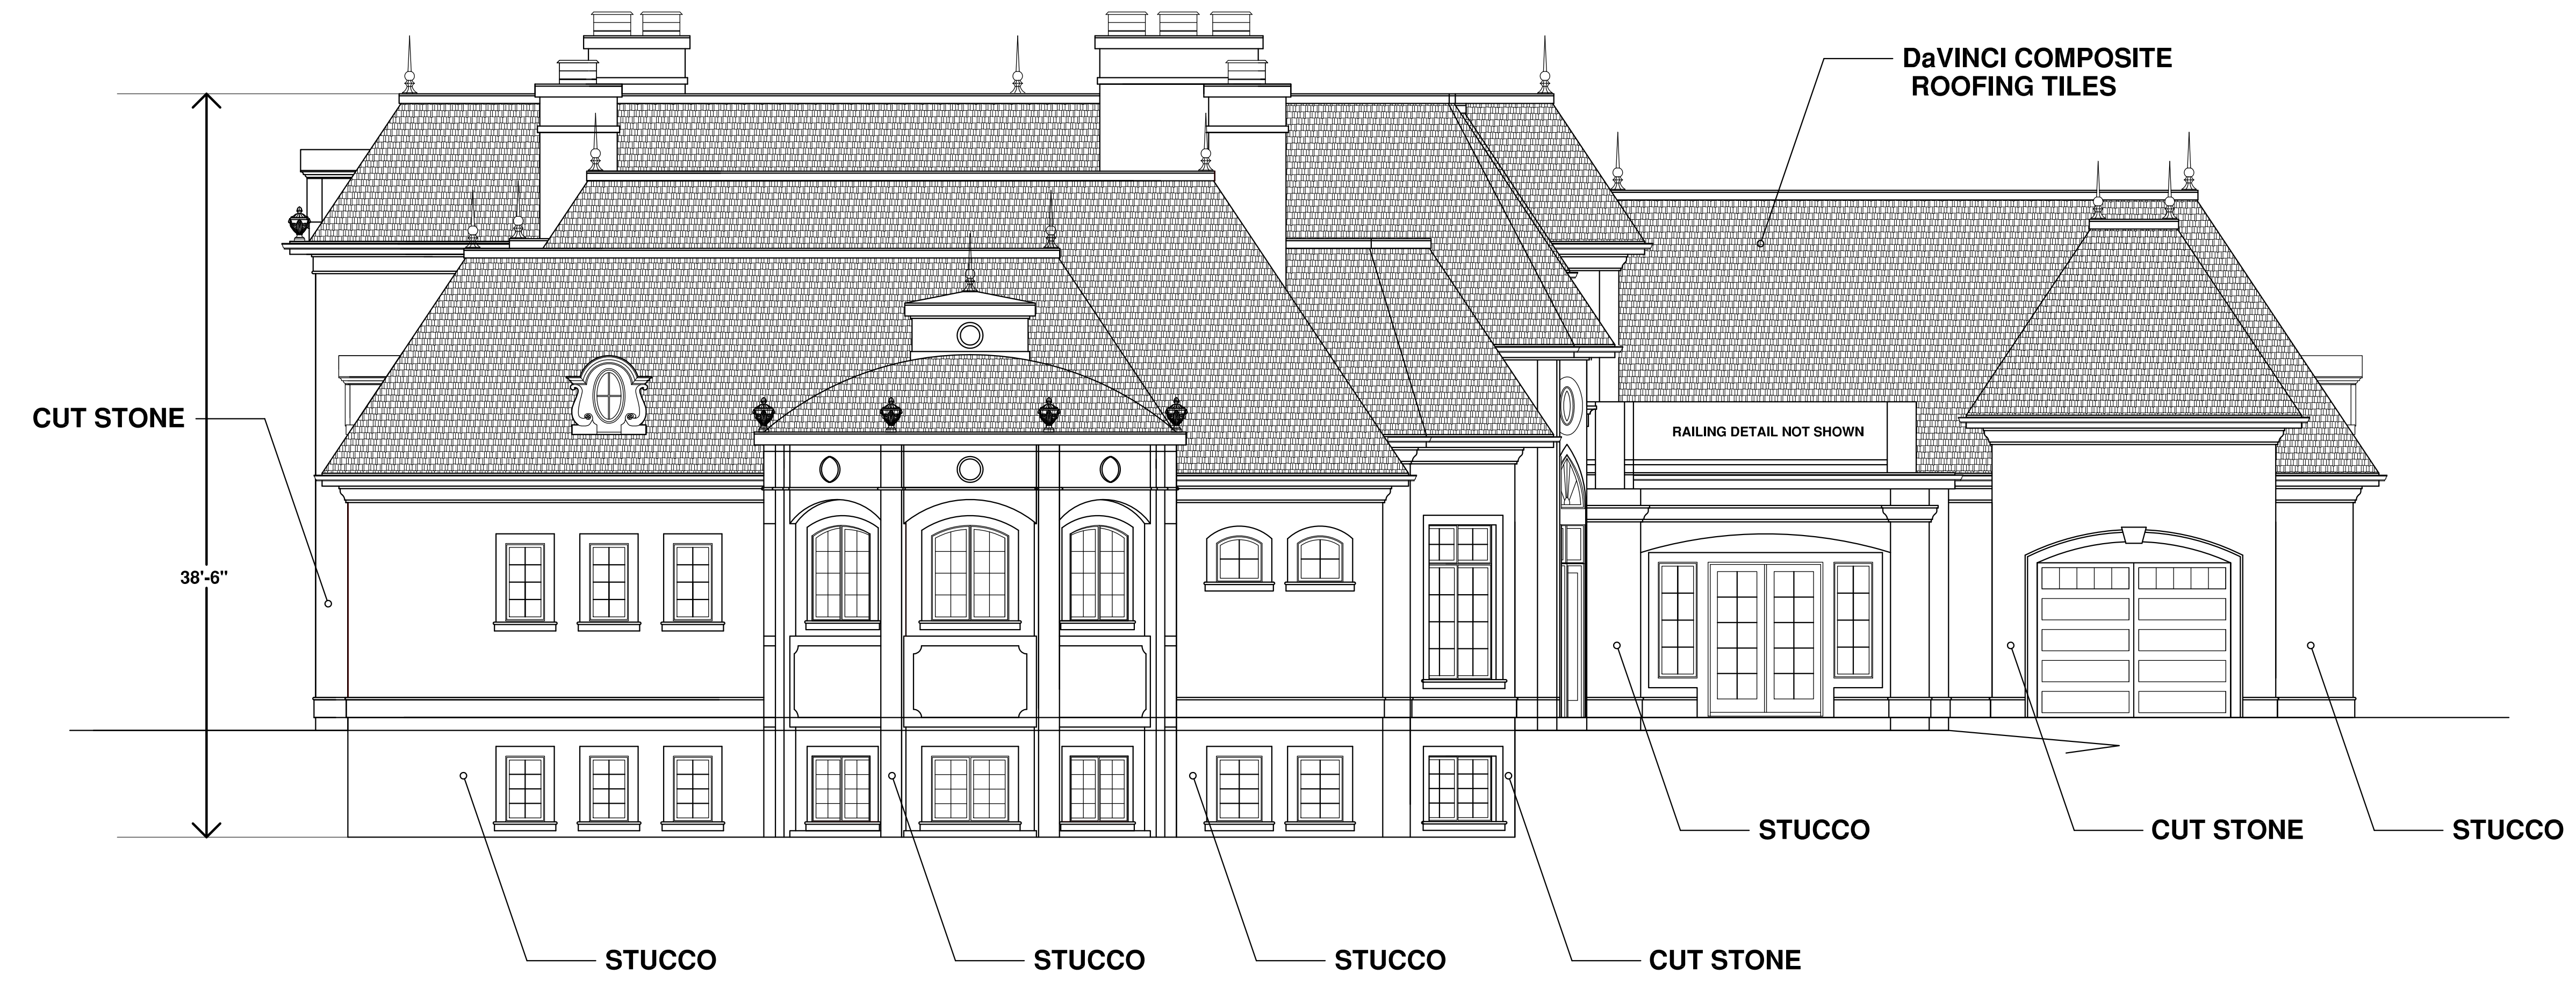 DaVINCI COMPOSITE
ROOFING TILES
CUT STONE
RAILING DETAIL NOT SHOWN
38'-6"
STUCCO
CUT STONE
STUCCO
STUCCO
STUCCO
STUCCO
CUT STONE